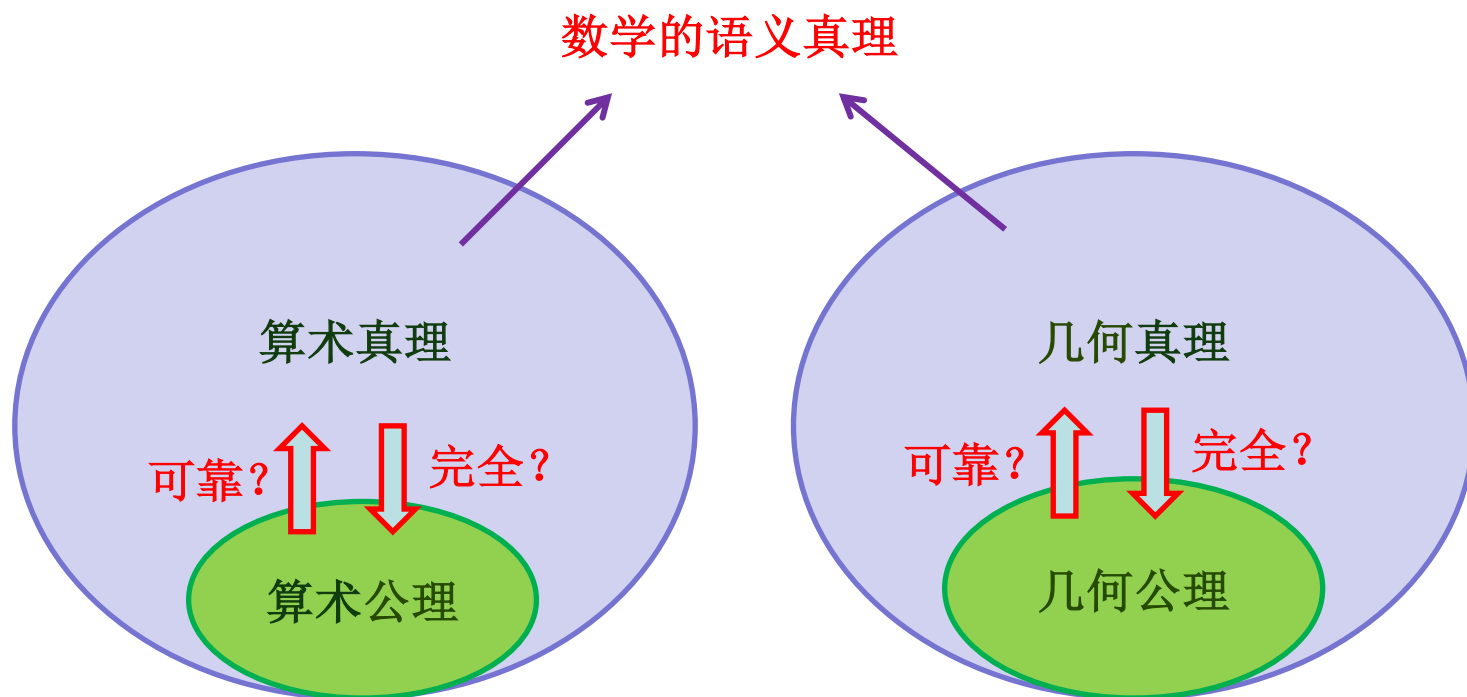 数学的语义真理
算术真理
可靠？
完全？
算术公理
几何真理
可靠？
完全？
几何公理